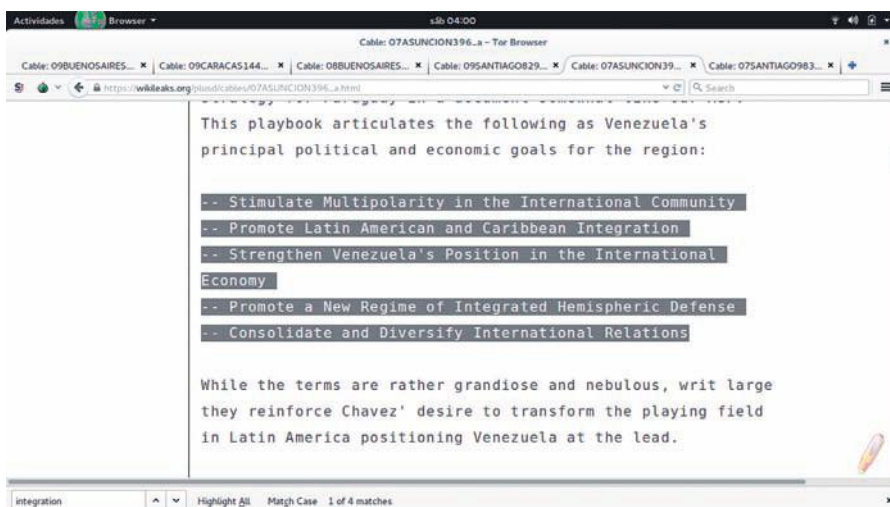 Actividades Browser sáb 04:00
Cable: 07ASUNCION396_a – Tor Browser
Cable: 09BUENOSAIRES... Cable: 09CARACAS144... Cable: 08BUENOSAIRES... Cable: 09SANTIAGO829... Cable: 07ASUNCION39... Cable: 07SANTIAGO983...
https://wikileaks.org/plusd/cables/07ASUNCION396_a.html Search
This playbook articulates the following as Venezuela's
principal political and economic goals for the region:
-- Stimulate Multipolarity in the International Community
-- Promote Latin American and Caribbean Integration
-- Strengthen Venezuela's Position in the International
Economy
-- Promote a New Regime of Integrated Hemispheric Defense
-- Consolidate and Diversify International Relations
While the terms are rather grandiose and nebulous, writ large
they reinforce Chavez' desire to transform the playing field
in Latin America positioning Venezuela at the lead.
integration Highlight All Match Case 1 of 4 matches